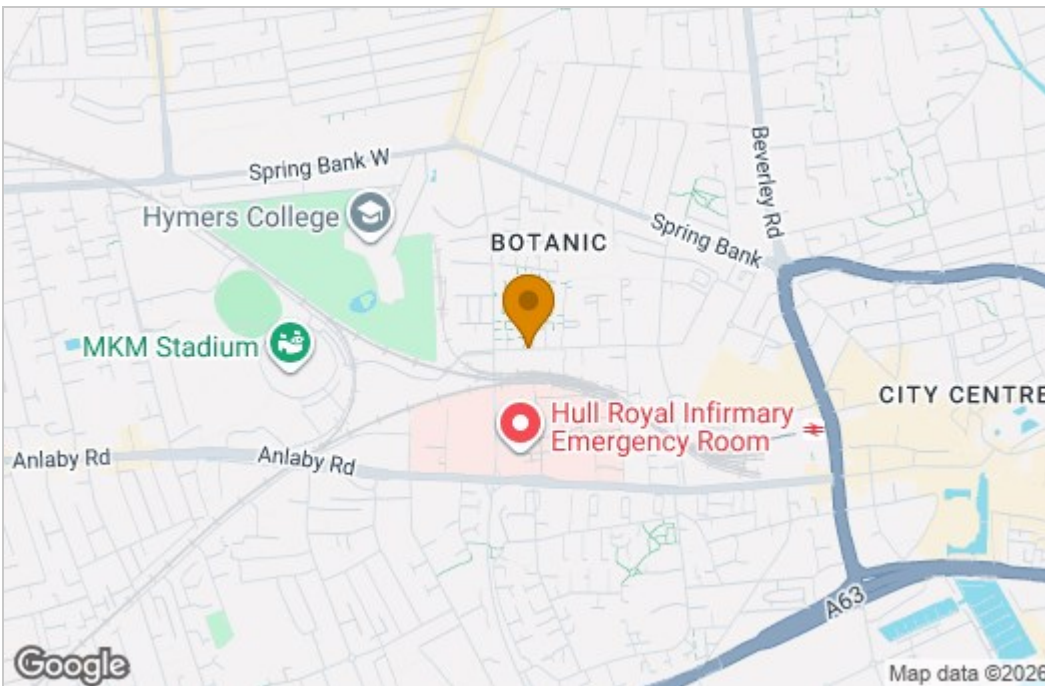 Spring Bank W
Beverley Rd
Hymers College
BOTANIC
Spring Bank
MKM Stadium
CITY CENTRE
Hull Royal Infirmary
Emergency Room
Anlaby Rd
Anlaby Rd
A63
Google
Map data ©2026